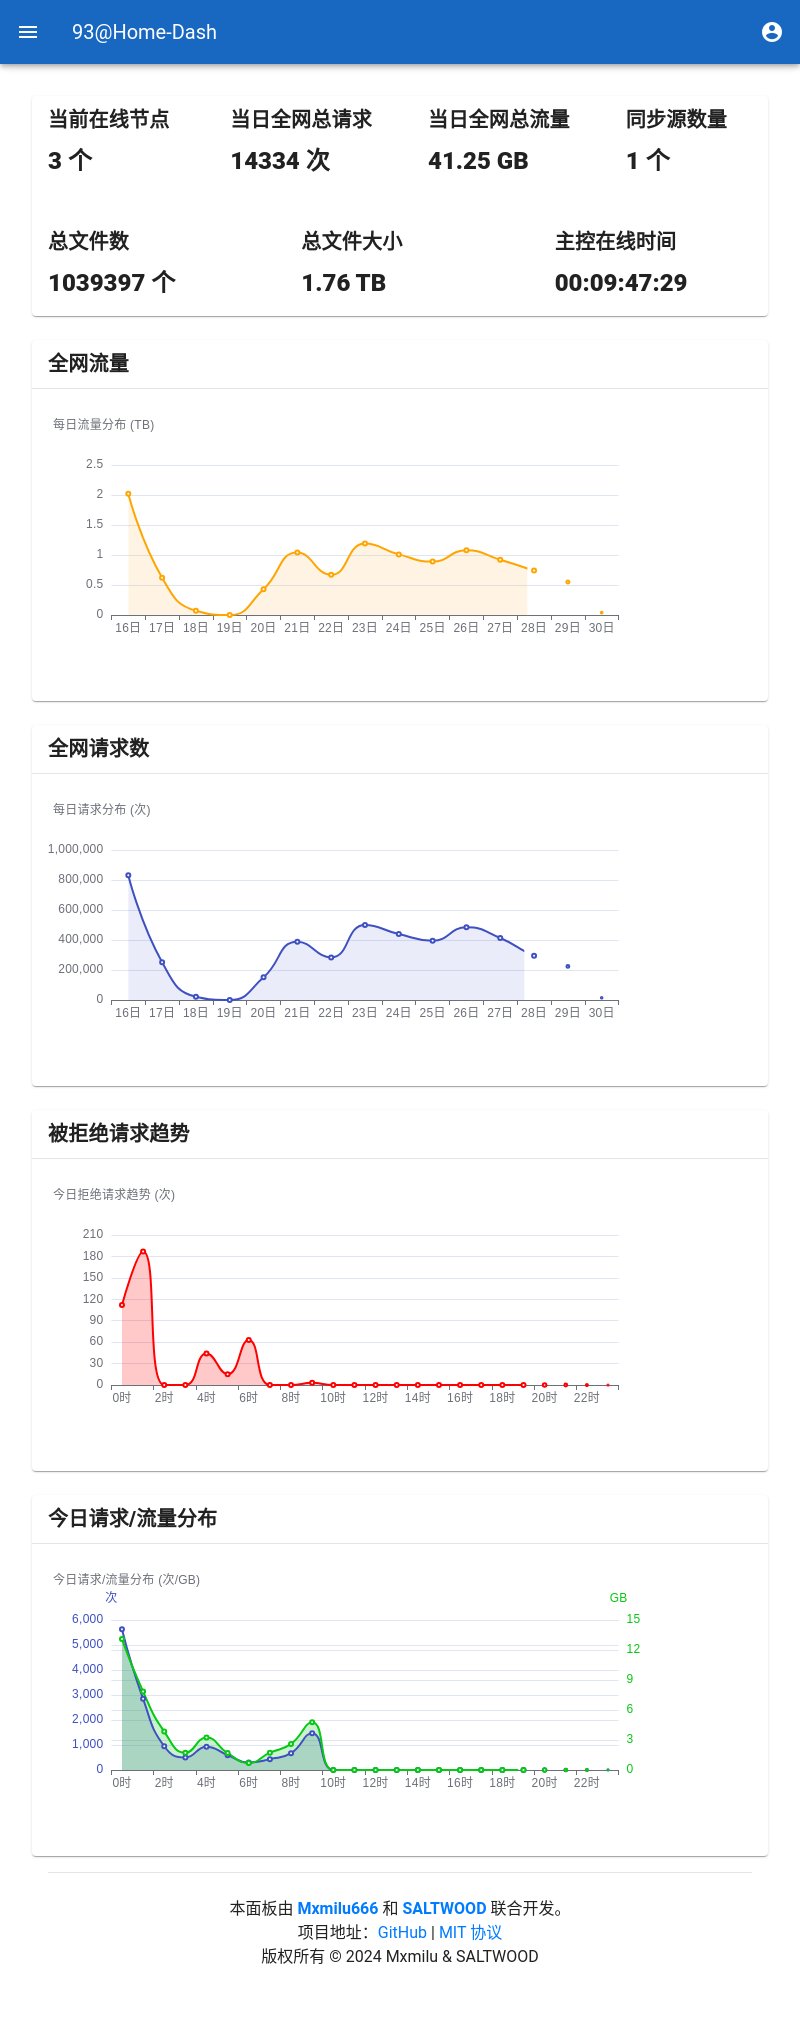 93@Home-Dash
当前在线节点 当日全网总请求 当日全网总流量 同步源数量
3 个 14334 次 41.25 GB 1 个
总文件数 总文件大小 主控在线时间
1039397 个 1.76 TB 00:09:47:29
全网流量
每日流量分布 (TB)
2.5
2
1.5
1
0.5
0
16日 17日 18日 19日 20日 21日 22日 23日 24日 25日 26日 27日 28日 29日 30日
全网请求数
每日请求分布 (次)
1,000,000
800,000
600,000
400,000
200,000
0
16日 17日 18日 19日 20日 21日 22日 23日 24日 25日 26日 27日 28日 29日 30日
被拒绝请求趋势
今日拒绝请求趋势 (次)
210
180
150
120
90
60
30
0
0时 2时 4时 6时 8时 10时 12时 14时 16时 18时 20时 22时
今日请求/流量分布
今日请求/流量分布 (次/GB)
次 GB
6,000 15
5,000 12
4,000 9
3,000 6
2,000 3
1,000 0
0
0时 2时 4时 6时 8时 10时 12时 14时 16时 18时 20时 22时
本面板由 Mxmilu666 和 SALTWOOD 联合开发。
项目地址：GitHub | MIT 协议
版权所有 © 2024 Mxmilu & SALTWOOD